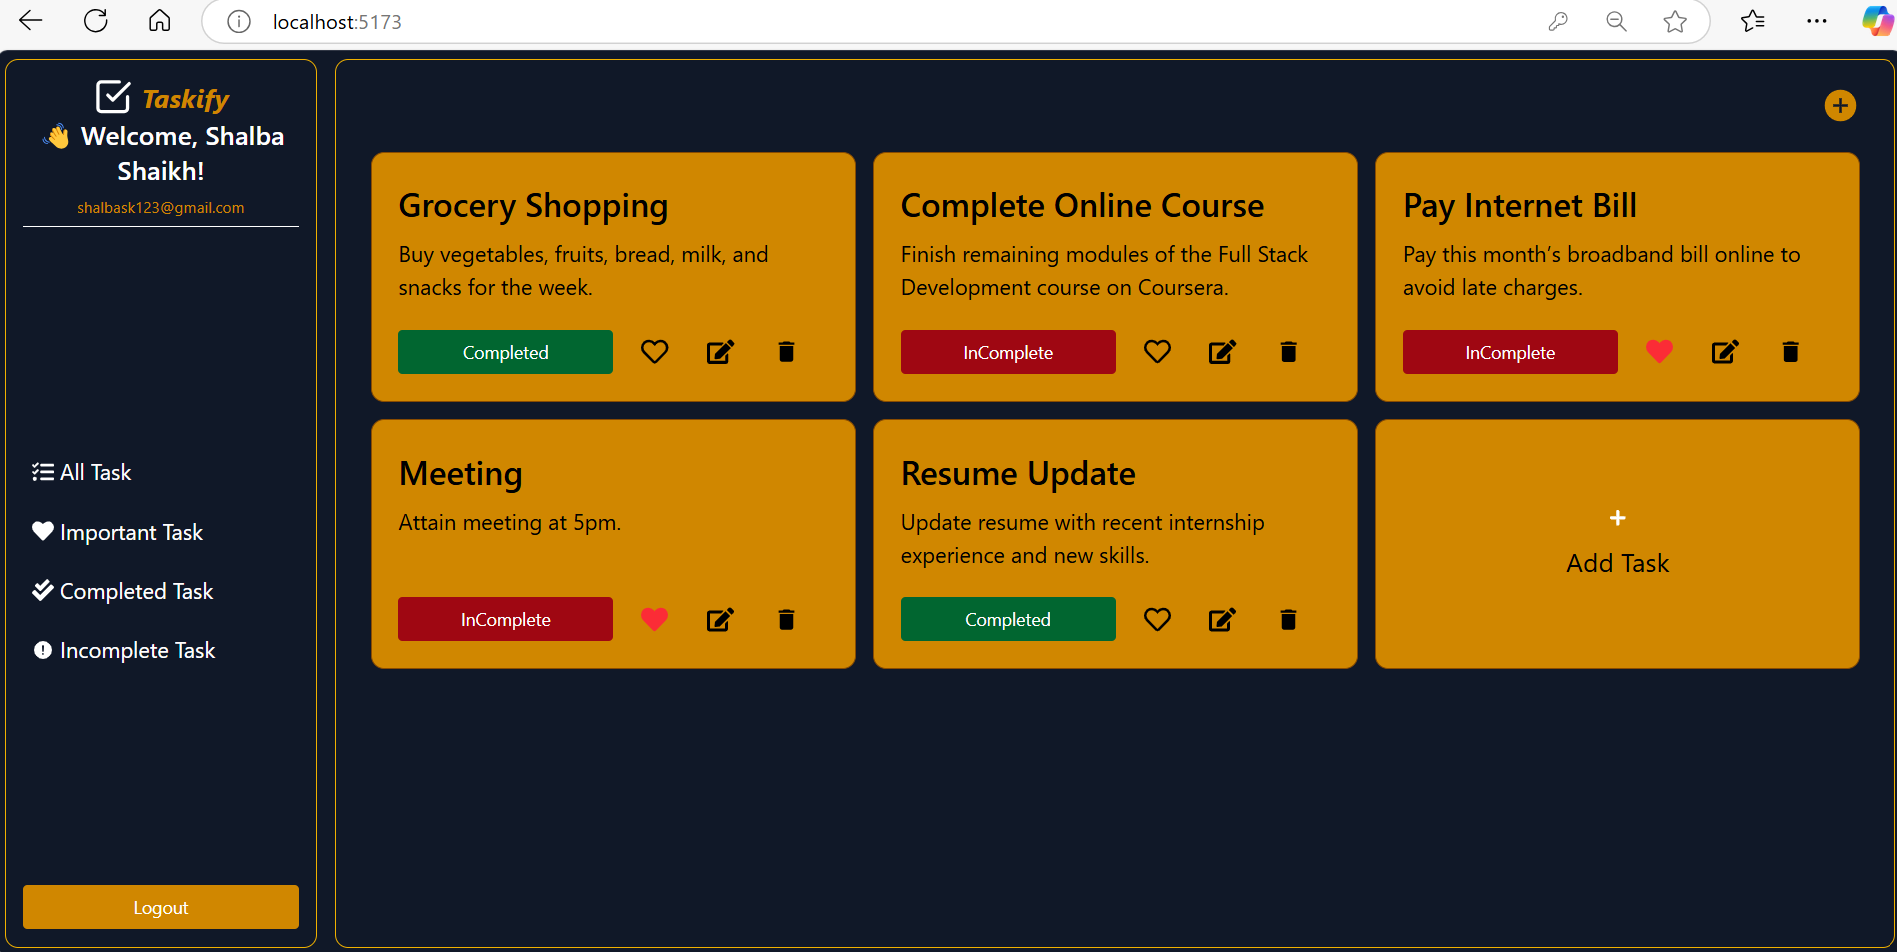 localhost:5173
Taskify
👋 Welcome, Shalba
Shaikh!
shalbask123@gmail.com
All Task
Important Task
Completed Task
Incomplete Task
Logout
Grocery Shopping
Buy vegetables, fruits, bread, milk, and
snacks for the week.
Completed
Complete Online Course
Finish remaining modules of the Full Stack
Development course on Coursera.
InComplete
Pay Internet Bill
Pay this month’s broadband bill online to
avoid late charges.
InComplete
Meeting
Attain meeting at 5pm.
InComplete
Resume Update
Update resume with recent internship
experience and new skills.
Completed
+
Add Task